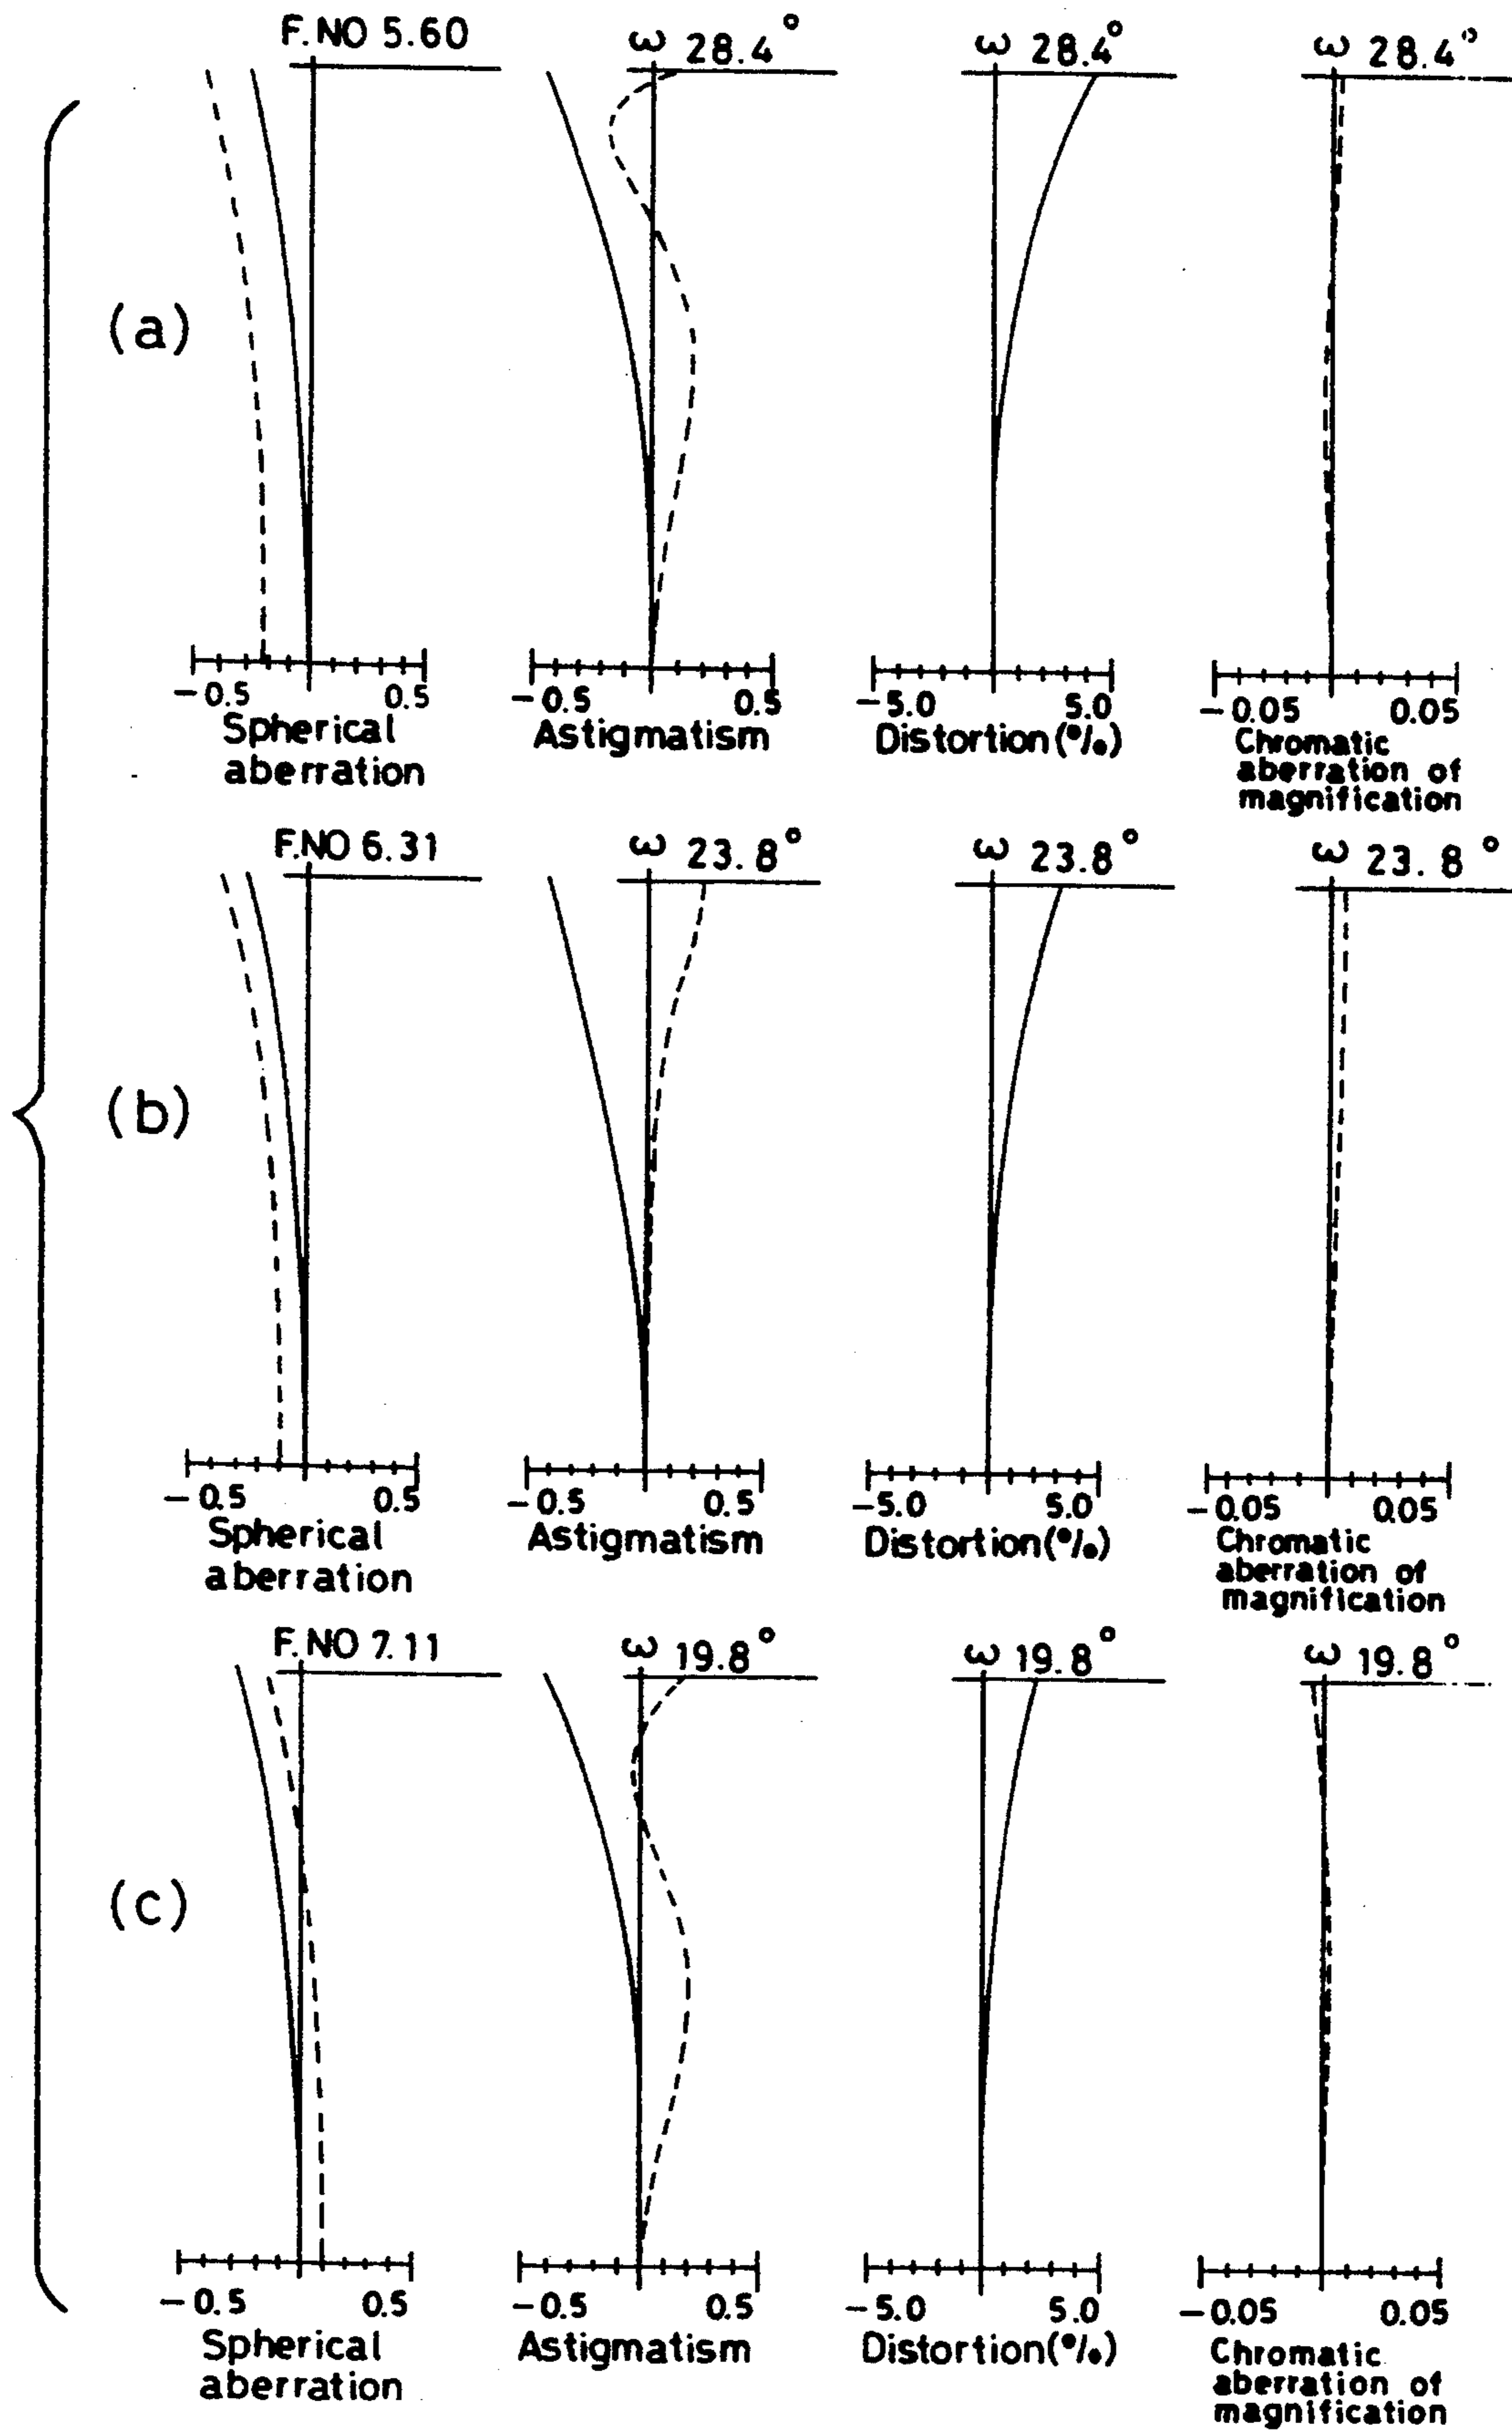 F.NO 5.60
ω 28.4°
ω 28.4°
ω 28.4°
(a)
-0.5 0.5
Spherical
aberration
-0.5 0.5
Astigmatism
-5.0 5.0
Distortion(%)
-0.05 0.05
Chromatic
aberration of
magnification
F.NO 6.31
ω 23.8°
ω 23.8°
ω 23.8°
(b)
-0.5 0.5
Spherical
aberration
-0.5 0.5
Astigmatism
-5.0 5.0
Distortion(%)
-0.05 0.05
Chromatic
aberration of
magnification
F.NO 7.11
ω 19.8°
ω 19.8°
ω 19.8°
(c)
-0.5 0.5
Spherical
aberration
-0.5 0.5
Astigmatism
-5.0 5.0
Distortion(%)
-0.05 0.05
Chromatic
aberration of
magnification